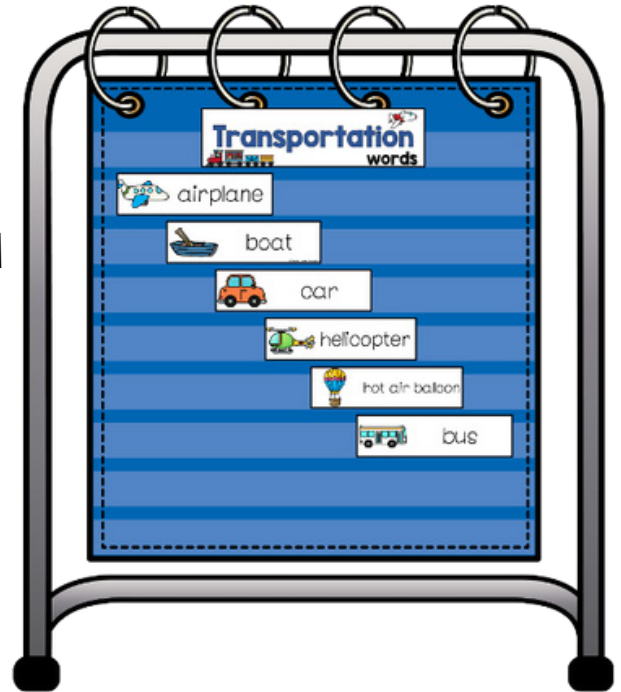 Transportation
words
airplane
boat
car
helicopter
hot air balloon
bus